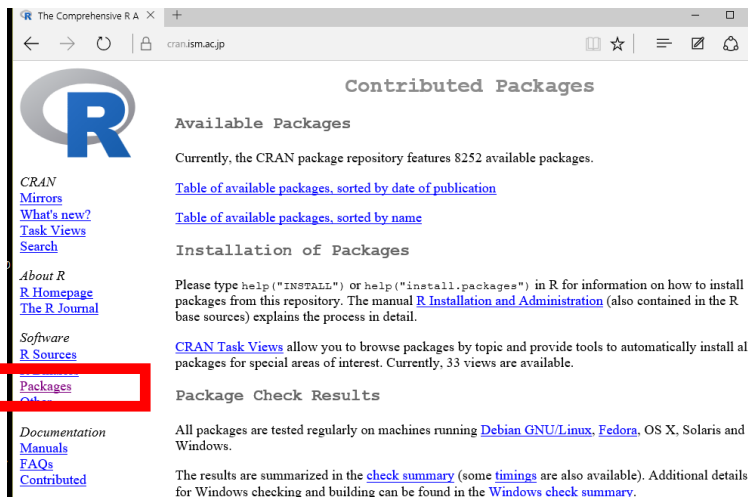 The Comprehensive R A
cran.ism.ac.jp
R
CRAN
Mirrors
What's new?
Task Views
Search
About R
R Homepage
The R Journal
Software
R Sources
Packages
Documentation
Manuals
FAQs
Contributed
Contributed Packages
Available Packages
Currently, the CRAN package repository features 8252 available packages.
Table of available packages, sorted by date of publication
Table of available packages, sorted by name
Installation of Packages
Please type help("INSTALL") or help("install.packages") in R for information on how to install
packages from this repository. The manual R Installation and Administration (also contained in the R
base sources) explains the process in detail.
CRAN Task Views allow you to browse packages by topic and provide tools to automatically install al
packages for special areas of interest. Currently, 33 views are available.
Package Check Results
All packages are tested regularly on machines running Debian GNU/Linux, Fedora, OS X, Solaris and
Windows.
The results are summarized in the check summary (some timings are also available). Additional details
for Windows checking and building can be found in the Windows check summary.